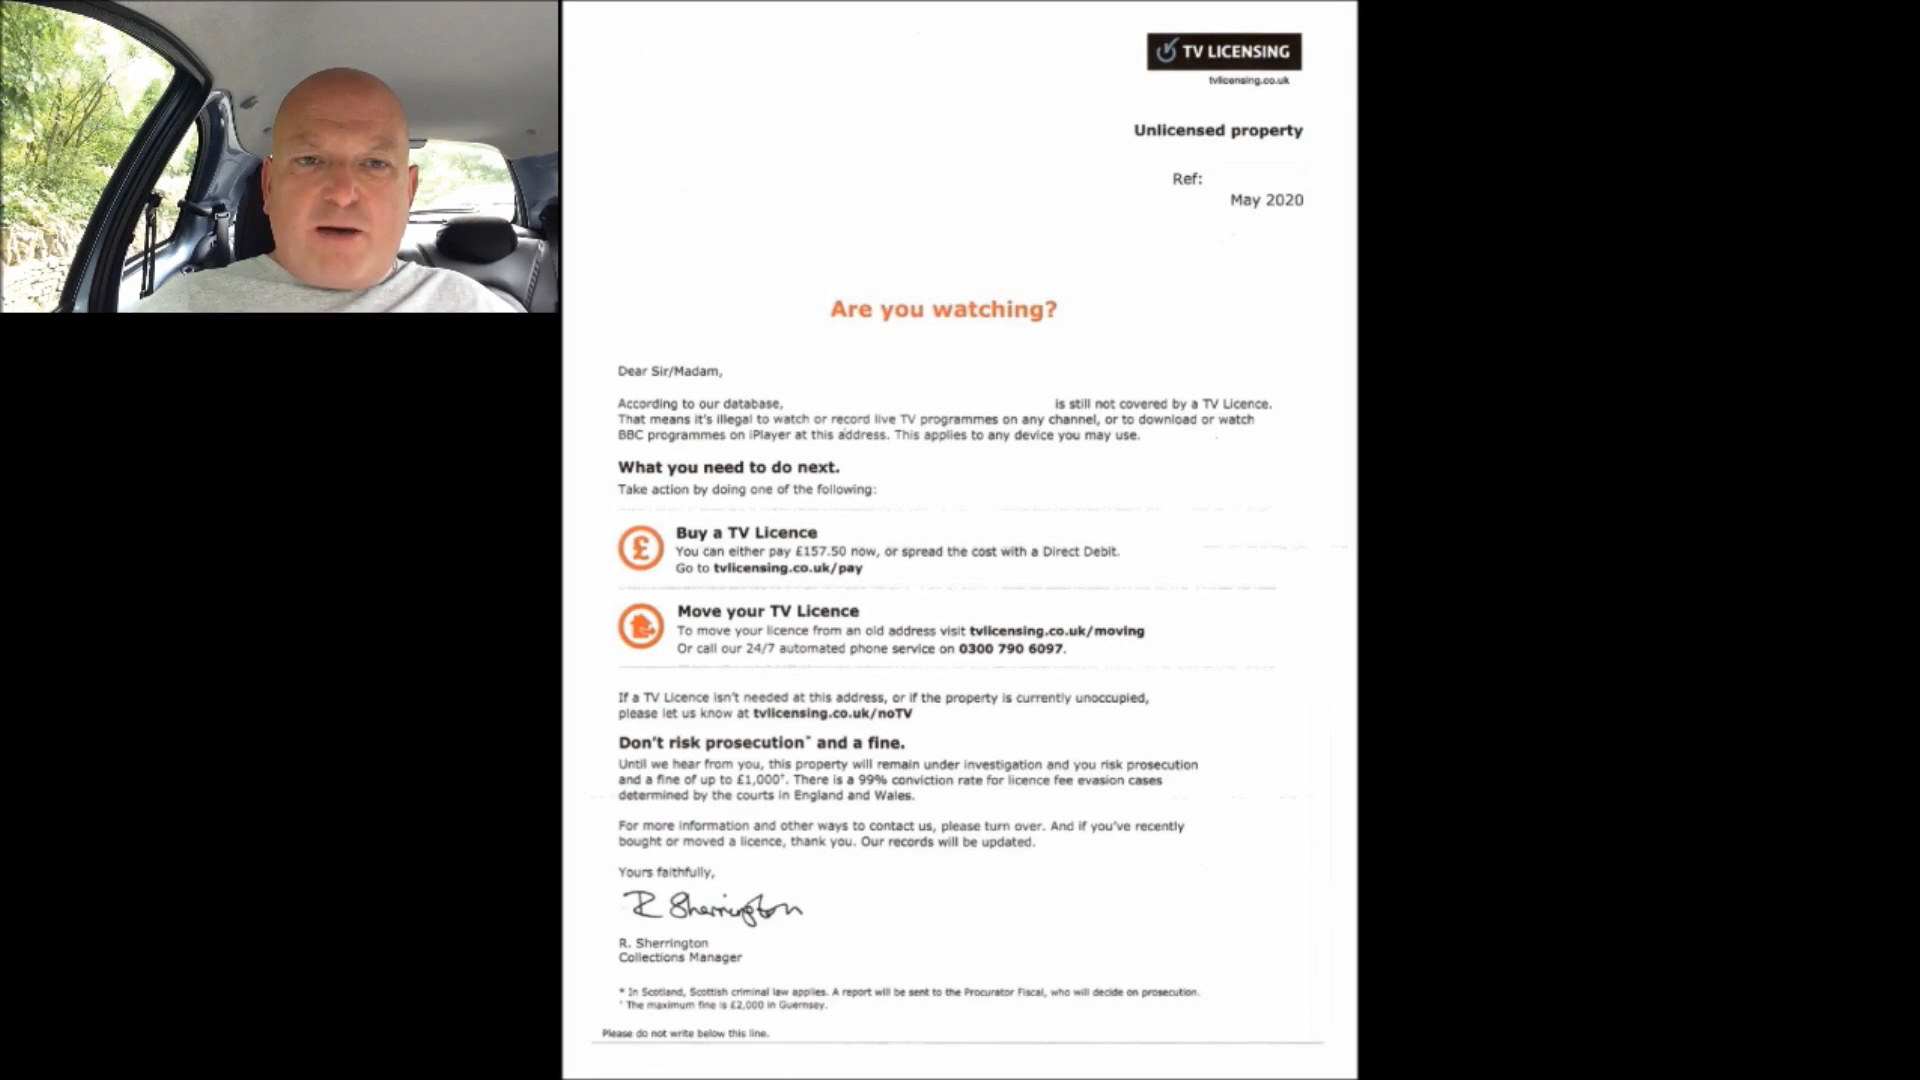 TV LICENSING
tvlicensing.co.uk
Unlicensed property
Ref:
May 2020
Are you watching?
Dear Sir/Madam,
According to our database, is still not covered by a TV Licence.
That means it's illegal to watch or record live TV programmes on any channel, or to download or watch
BBC programmes on iPlayer at this address. This applies to any device you may use.
What you need to do next.
Take action by doing one of the following:
£
Buy a TV Licence
You can either pay £157.50 now, or spread the cost with a Direct Debit.
Go to tvlicensing.co.uk/pay
Move your TV Licence
To move your licence from an old address visit tvlicensing.co.uk/moving
Or call our 24/7 automated phone service on 0300 790 6097.
If a TV Licence isn't needed at this address, or if the property is currently unoccupied,
please let us know at tvlicensing.co.uk/noTV
Don't risk prosecution* and a fine.
Until we hear from you, this property will remain under investigation and you risk prosecution
and a fine of up to £1,000†. There is a 99% conviction rate for licence fee evasion cases
determined by the courts in England and Wales.
For more information and other ways to contact us, please turn over. And if you've recently
bought or moved a licence, thank you. Our records will be updated.
Yours faithfully,
R Sherrington
R. Sherrington
Collections Manager
* In Scotland, Scottish criminal law applies. A report will be sent to the Procurator Fiscal, who will decide on prosecution.
† The maximum fine is £2,000 in Guernsey.
Please do not write below this line.